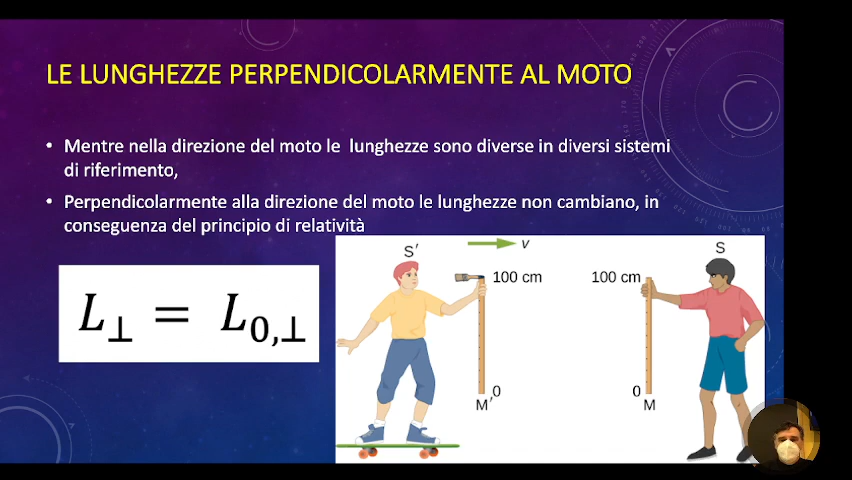 LE LUNGHEZZE PERPENDICOLARMENTE AL MOTO
• Mentre nella direzione del moto le lunghezze sono diverse in diversi sistemi
di riferimento,
• Perpendicolarmente alla direzione del moto le lunghezze non cambiano, in
conseguenza del principio di relatività
L⊥ = L0,⊥
S′
v
S
100 cm
100 cm
0
0
M′
M